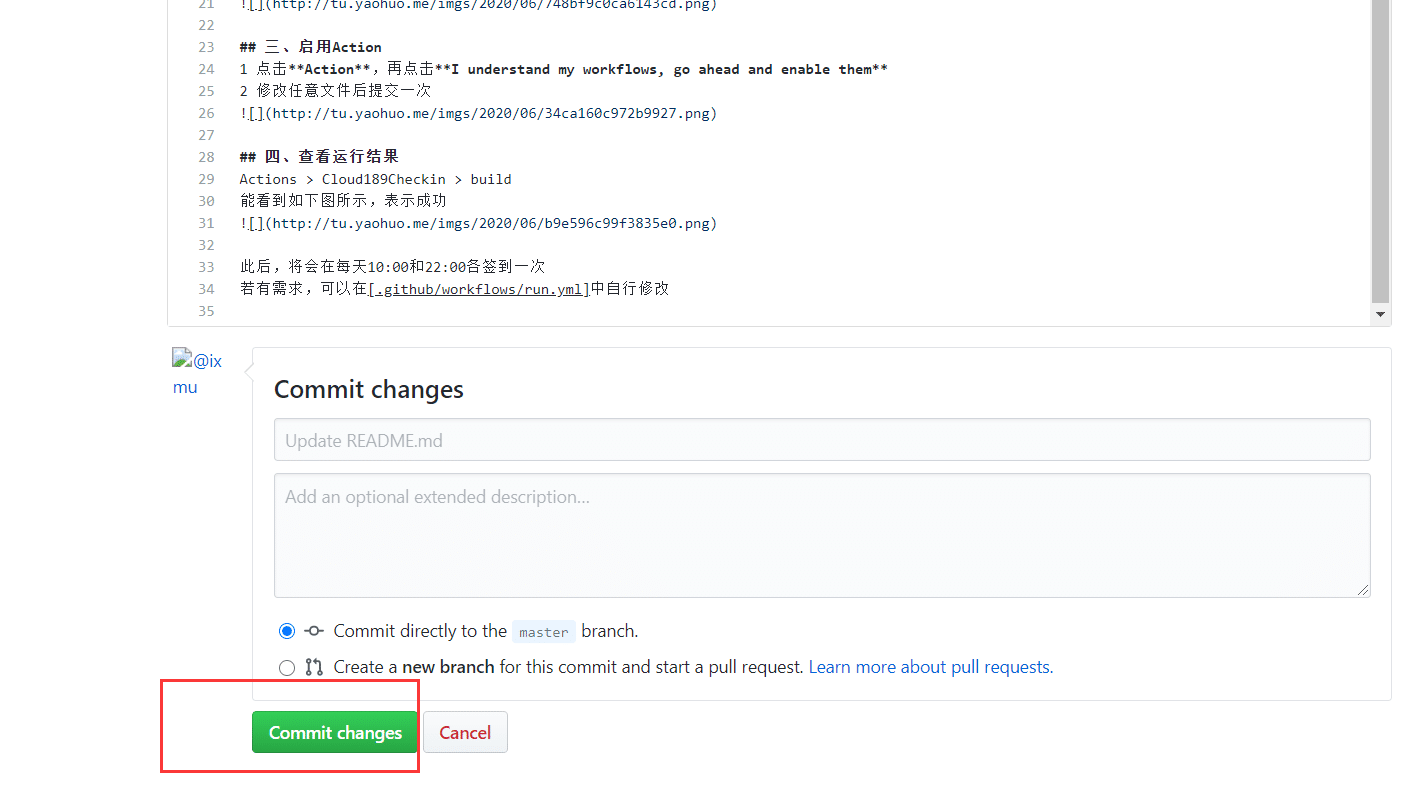 21 ![](http://tu.yaohuo.me/imgs/2020/06/748bf9c0ca6143cd.png)
22
23 ## 三、启用Action
24 1 点击**Action**，再点击**I understand my workflows, go ahead and enable them**
25 2 修改任意文件后提交一次
26 ![](http://tu.yaohuo.me/imgs/2020/06/34ca160c972b9927.png)
27
28 ## 四、查看运行结果
29 Actions > Cloud189Checkin > build
30 能看到如下图所示，表示成功
31 ![](http://tu.yaohuo.me/imgs/2020/06/b9e596c99f3835e0.png)
32
33 此后，将会在每天10:00和22:00各签到一次
34 若有需求，可以在[.github/workflows/run.yml]中自行修改
35
@ix
mu
Commit changes
Update README.md
Add an optional extended description...
Commit directly to the master branch.
Create a new branch for this commit and start a pull request. Learn more about pull requests.
Commit changes Cancel